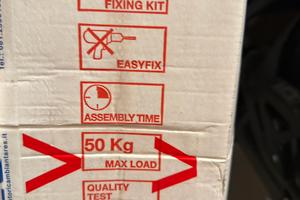 FIXING KIT
EASYFIX
ASSEMBLY TIME
50 Kg
MAX LOAD
QUALITY
TEST